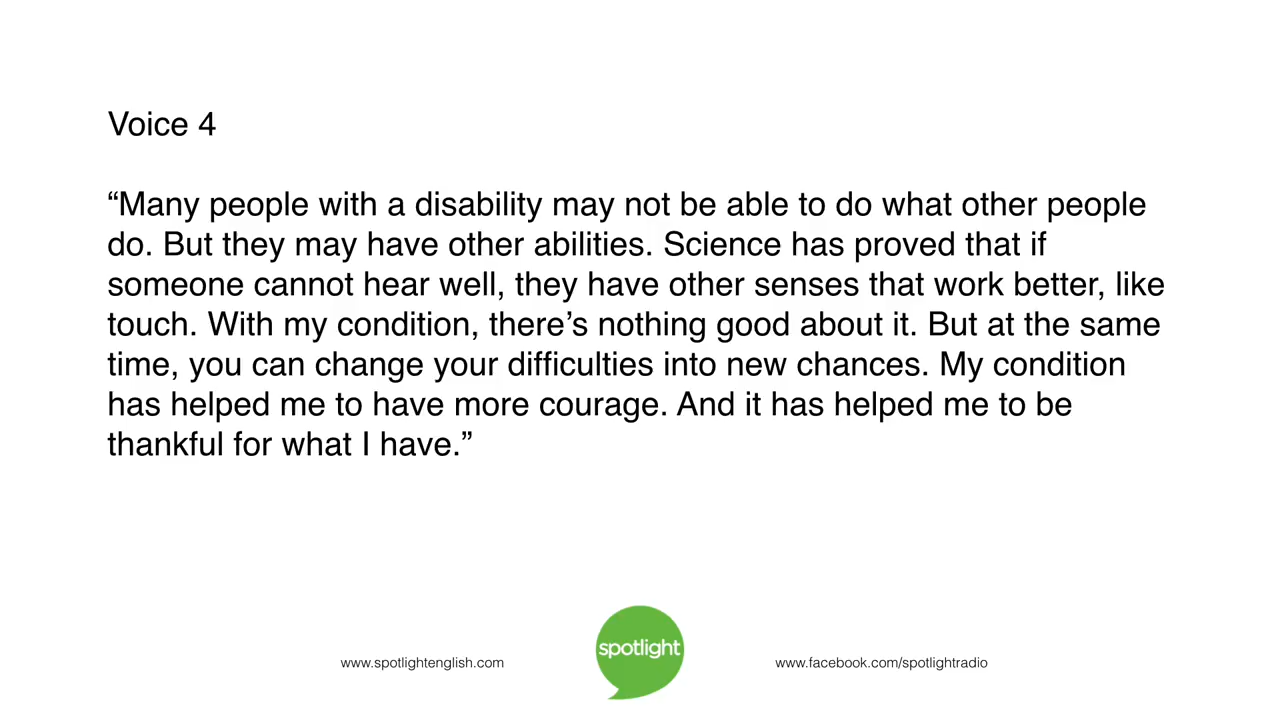 Voice 4
“Many people with a disability may not be able to do what other people
do. But they may have other abilities. Science has proved that if
someone cannot hear well, they have other senses that work better, like
touch. With my condition, there’s nothing good about it. But at the same
time, you can change your difficulties into new chances. My condition
has helped me to have more courage. And it has helped me to be
thankful for what I have.”
spotlight
www.spotlightenglish.com
www.facebook.com/spotlightradio